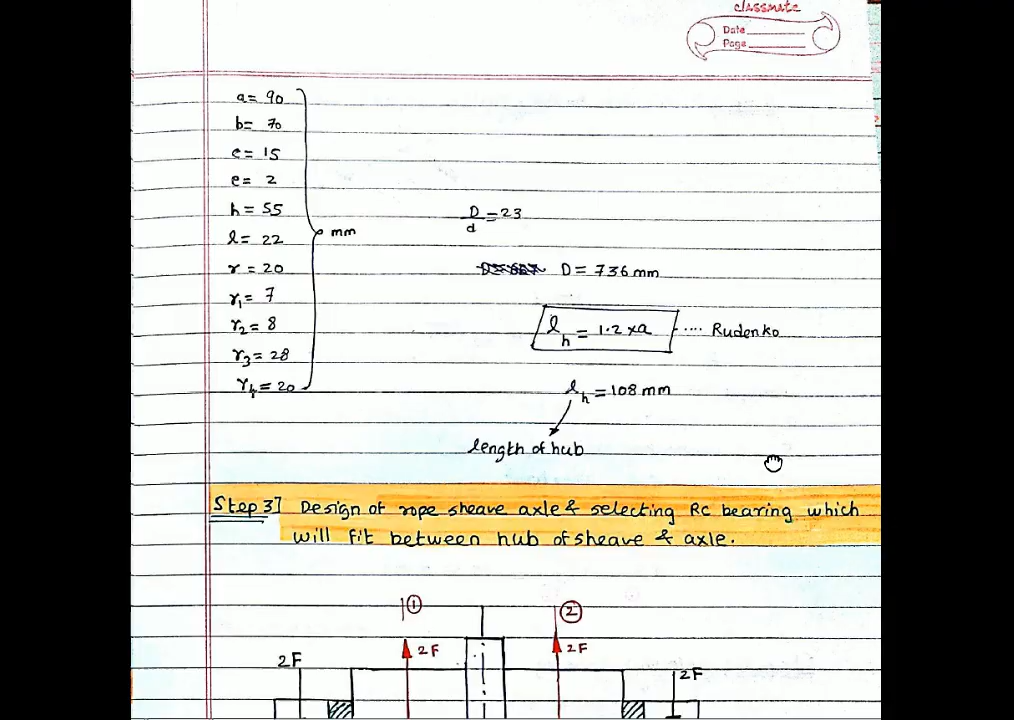 classmate
Date
Page
a = 90
b = 70
c = 15
e = 2
h = 55
l = 22
r = 20
r₁ = 7
r₂ = 8
r₃ = 28
r₄ = 20
mm
D/d = 23
D = 736 mm
l_h = 1.2 × a .... Rudenko
l_h = 108 mm
length of hub
Step 3] Design of rope sheave axle & selecting RC bearing which
will fit between hub of sheave & axle.
① ②
2F 2F
2F 2F